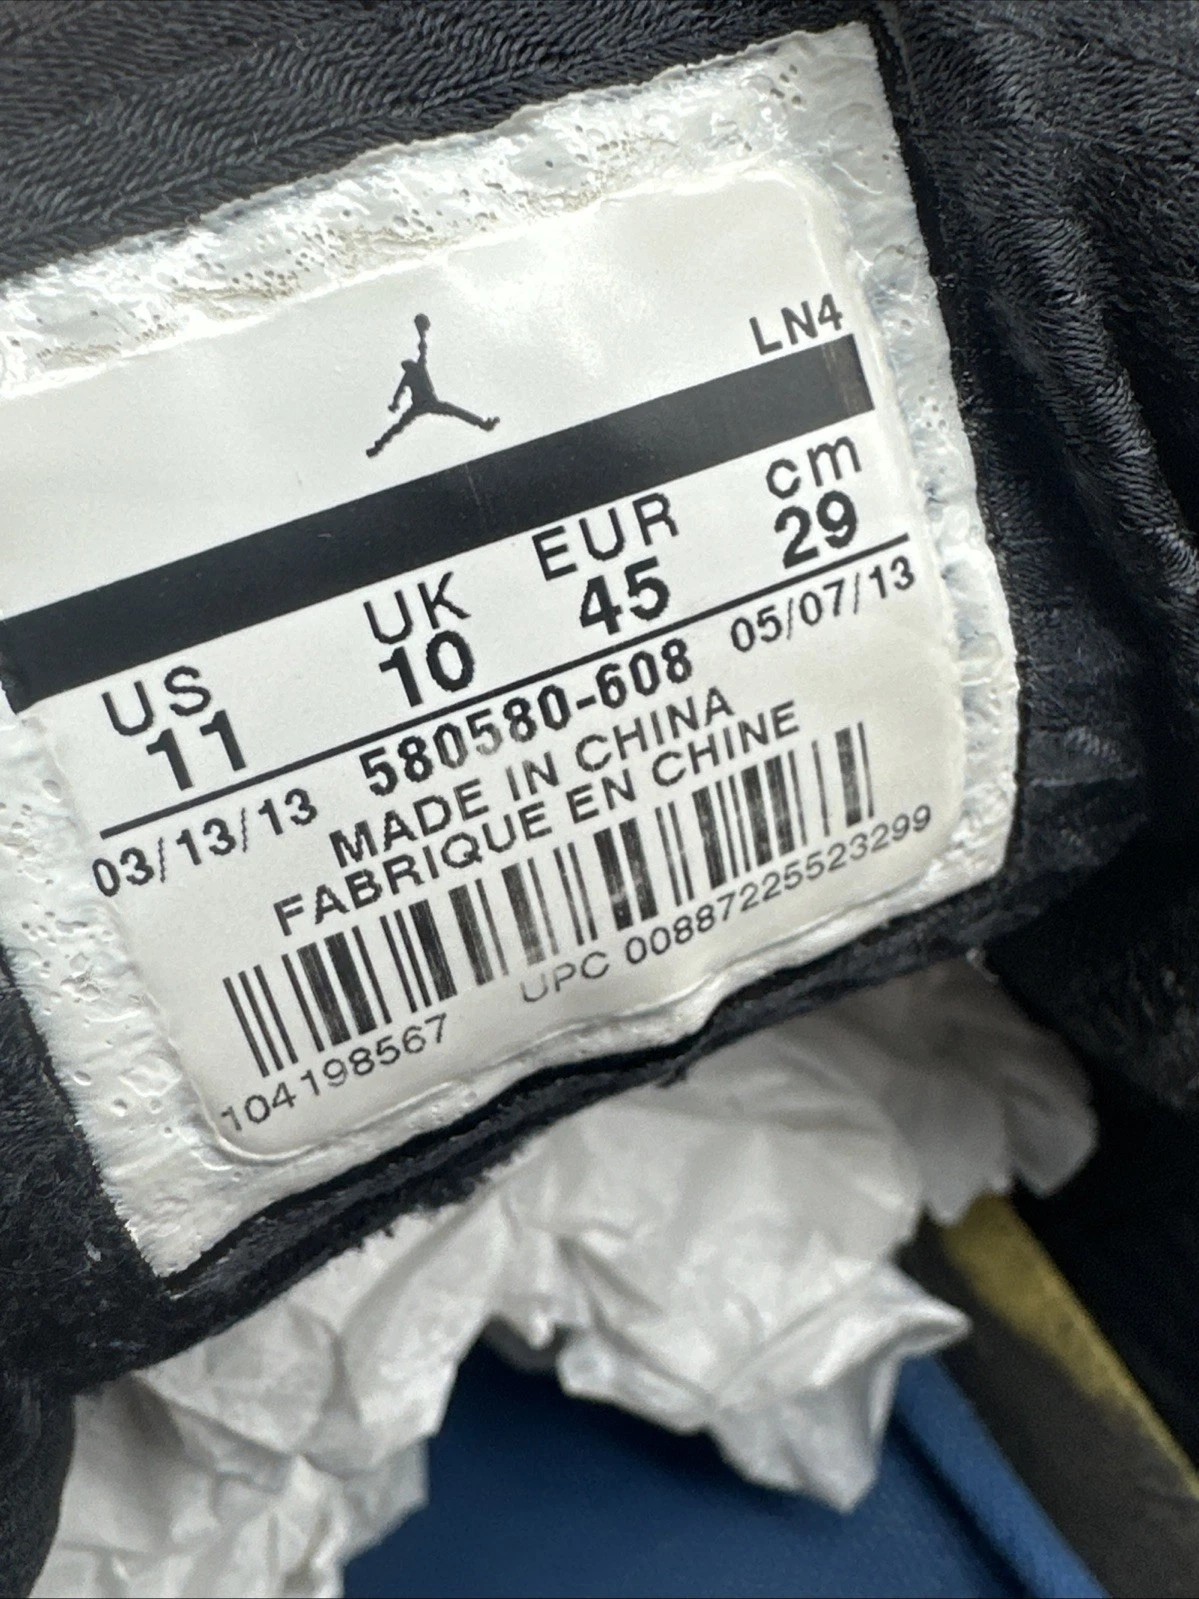 LN4
US UK EUR cm
11 10 45 29
03/13/13 580580-608 05/07/13
MADE IN CHINA
FABRIQUE EN CHINE
UPC 00887225523299
104198567